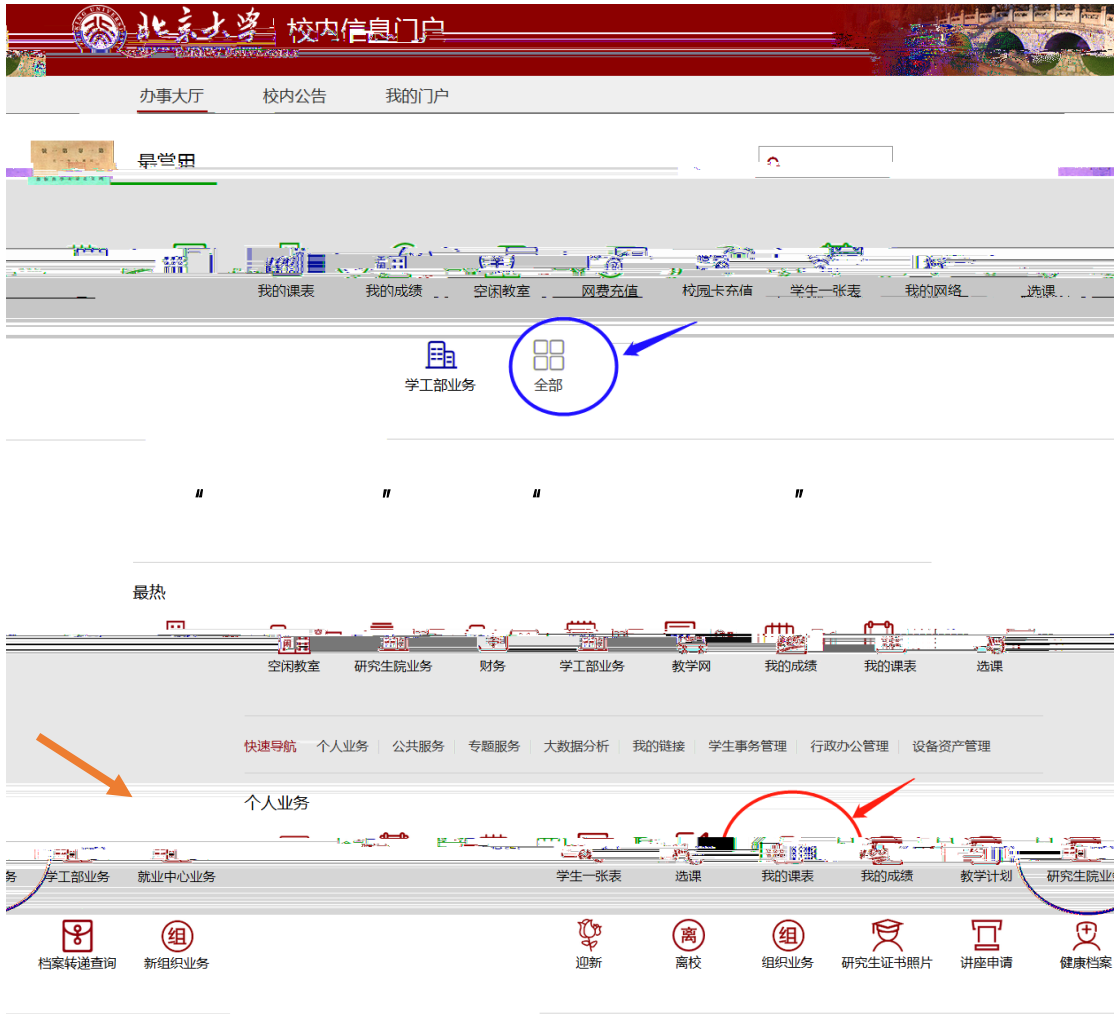 北京大学 校内信息门户
办事大厅 校内公告 我的门户
最常用
我的课表 我的成绩 空闲教室 网费充值 校园卡充值 学生一张表 我的网络 选课
学工部业务 全部
“ ” “ ”
最热
空闲教室 研究生院业务 财务 学工部业务 教学网 我的成绩 我的课表 选课
快速导航 个人业务 公共服务 专题服务 大数据分析 我的链接 学生事务管理 行政办公管理 设备资产管理
个人业务
务 学工部业务 就业中心业务 学生一张表 选课 我的课表 我的成绩 教学计划 研究生院业务
档案转递查询 新组织业务 迎新 离校 组织业务 研究生证书照片 讲座申请 健康档案